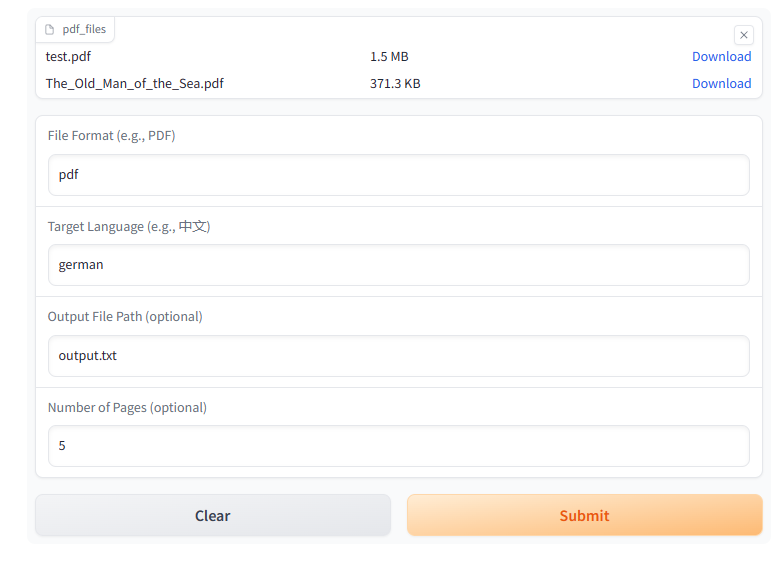 pdf_files
test.pdf 1.5 MB Download
The_Old_Man_of_the_Sea.pdf 371.3 KB Download
File Format (e.g., PDF)
pdf
Target Language (e.g., 中文)
german
Output File Path (optional)
output.txt
Number of Pages (optional)
5
Clear Submit